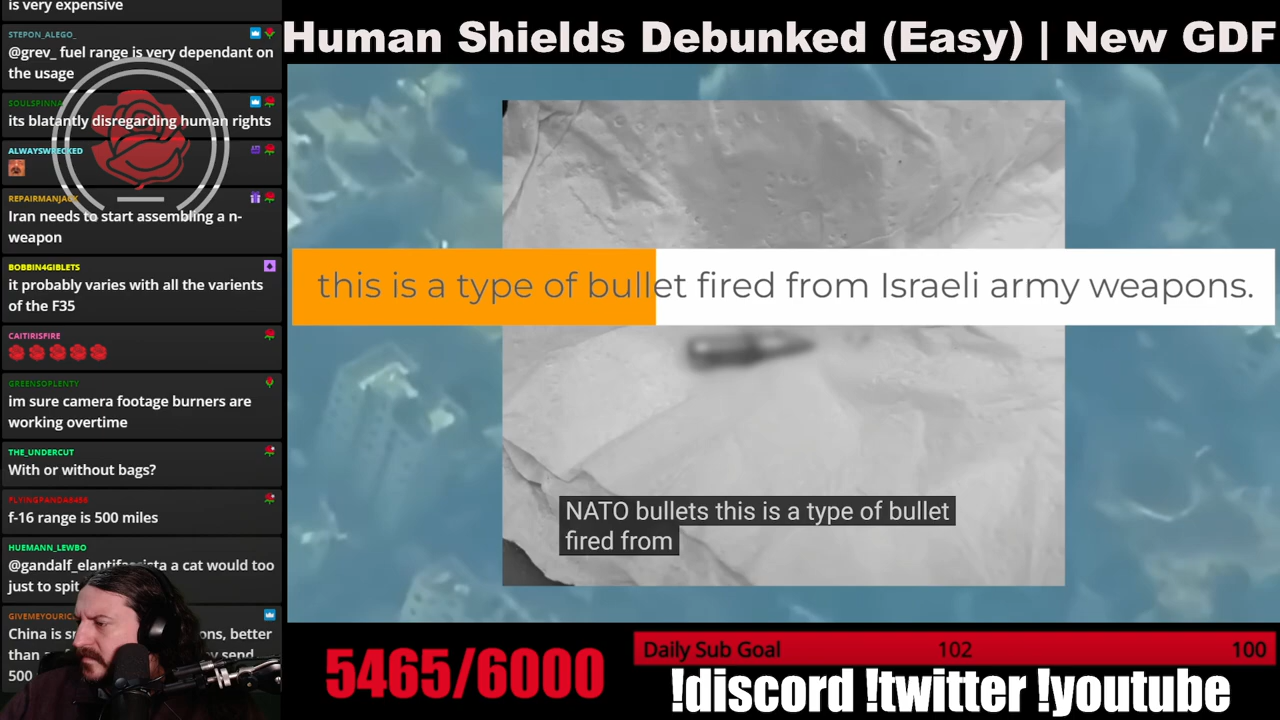 is very expensive
Human Shields Debunked (Easy) | New GDF
STEPON_ALEGO_
@grev_ fuel range is very dependant on
the usage
SOULSPINNA
its blatantly disregarding human rights
ALWAYSWRECKED
REPAIRMANJACK
Iran needs to start assembling a n-
weapon
BOBBIN4GIBLETS
it probably varies with all the varients
of the F35
this is a type of bullet fired from Israeli army weapons.
CAITIRISFIRE
GREENSOPLENTY
im sure camera footage burners are
working overtime
THE_UNDERCUT
With or without bags?
f-16 range is 500 miles
NATO bullets this is a type of bullet
fired from
HUEMANN_LEWBO
a cat would too
just to spit
China is
better
than
send
500
5465/6000
Daily Sub Goal 102 100
!discord !twitter !youtube